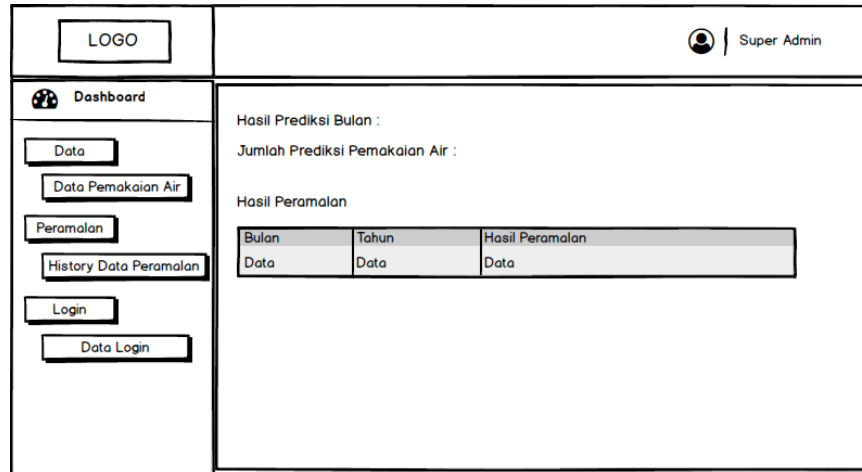 LOGO
Super Admin
Dashboard
Data
Data Pemakaian Air
Peramalan
History Data Peramalan
Login
Data Login
Hasil Prediksi Bulan :
Jumlah Prediksi Pemakaian Air :
Hasil Peramalan
Bulan Tahun Hasil Peramalan
Data Data Data